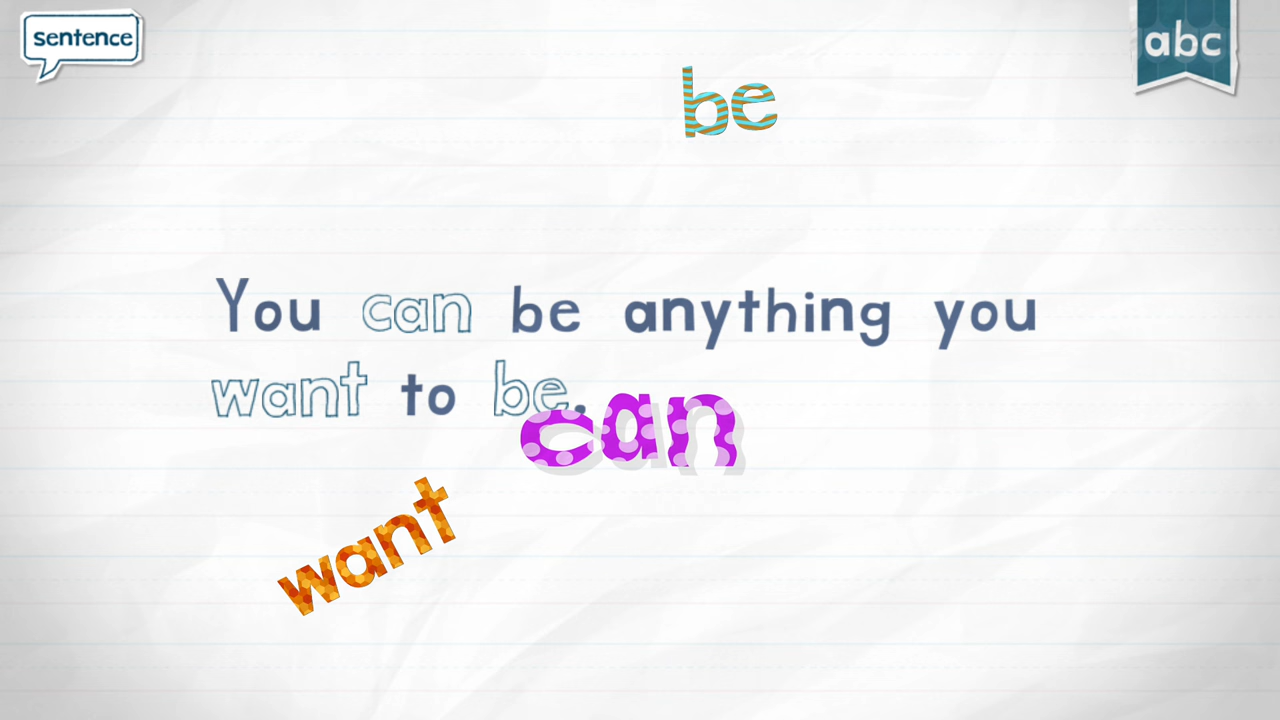 sentence
abc
be
You can be anything you
want to be.
can
want